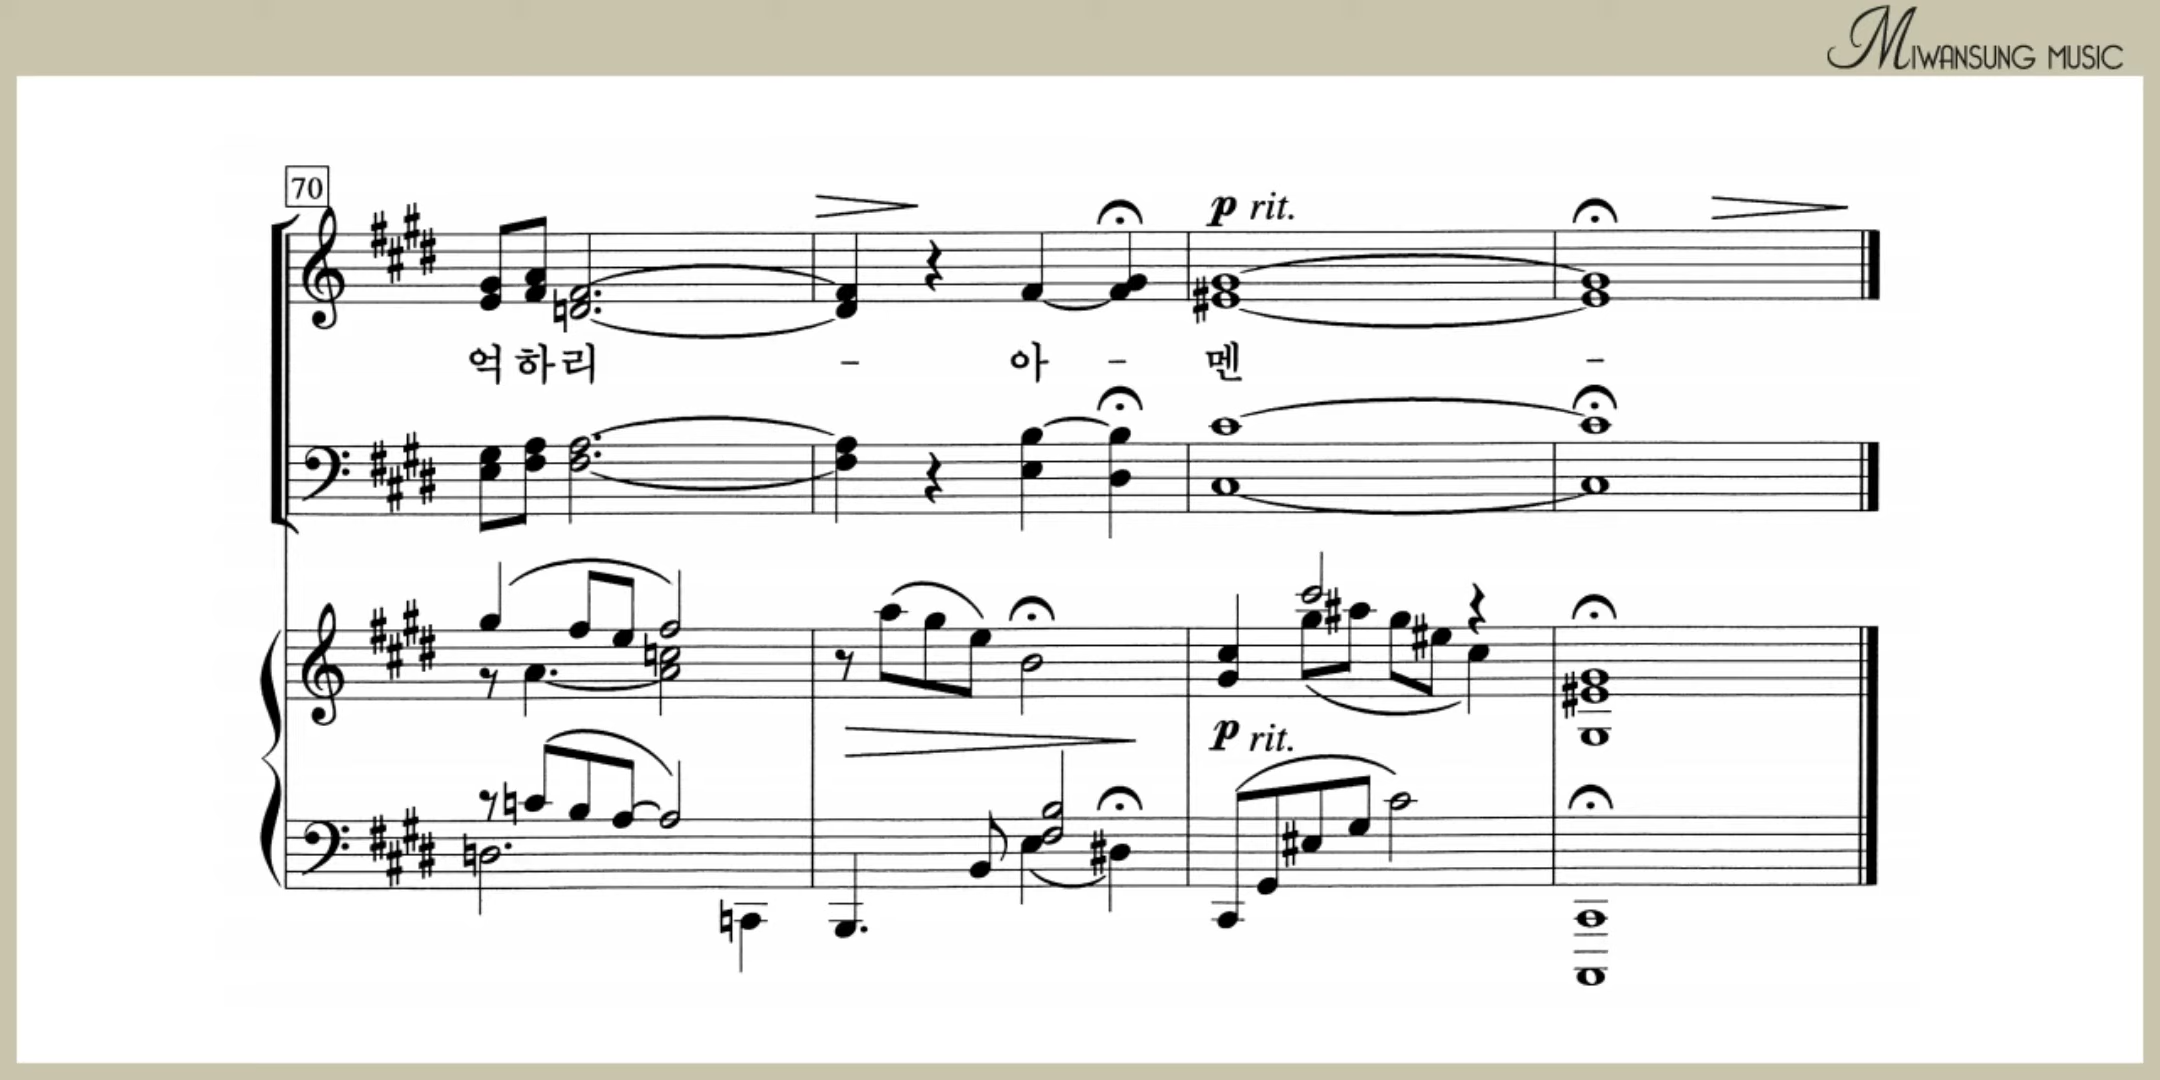 MIWANSUNG MUSIC
70
p rit.
억 하 리 - 아 - 멘 -
p rit.